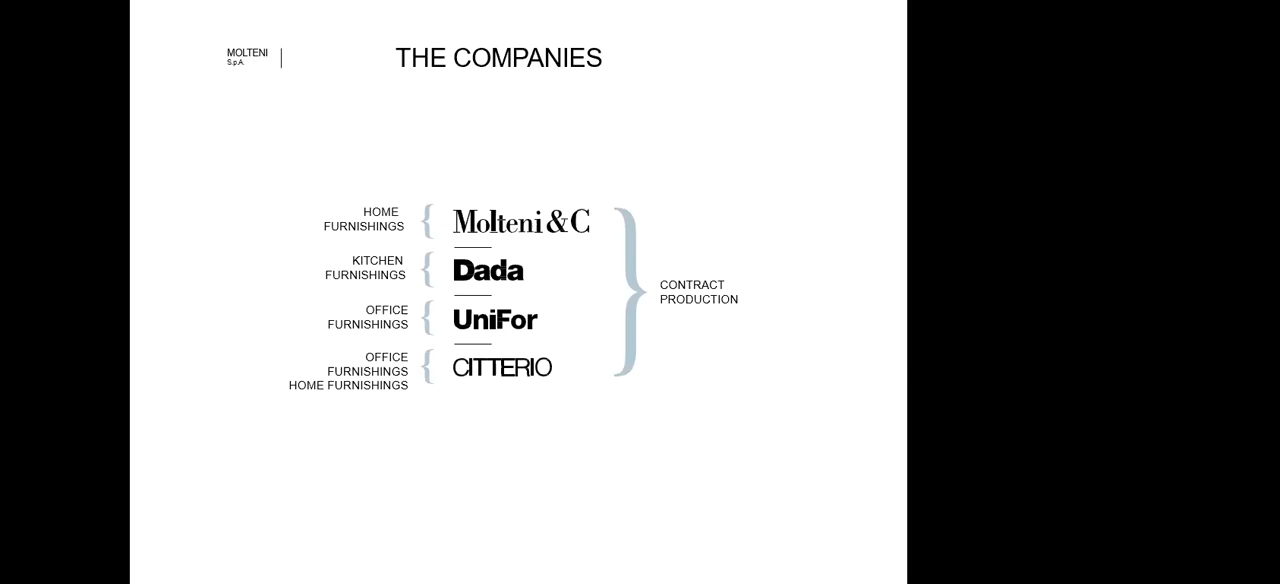 MOLTENI
S.p.A.
THE COMPANIES
HOME
FURNISHINGS
Molteni&C
KITCHEN
FURNISHINGS
Dada
OFFICE
FURNISHINGS
UniFor
OFFICE
FURNISHINGS
HOME FURNISHINGS
CITTERIO
CONTRACT
PRODUCTION